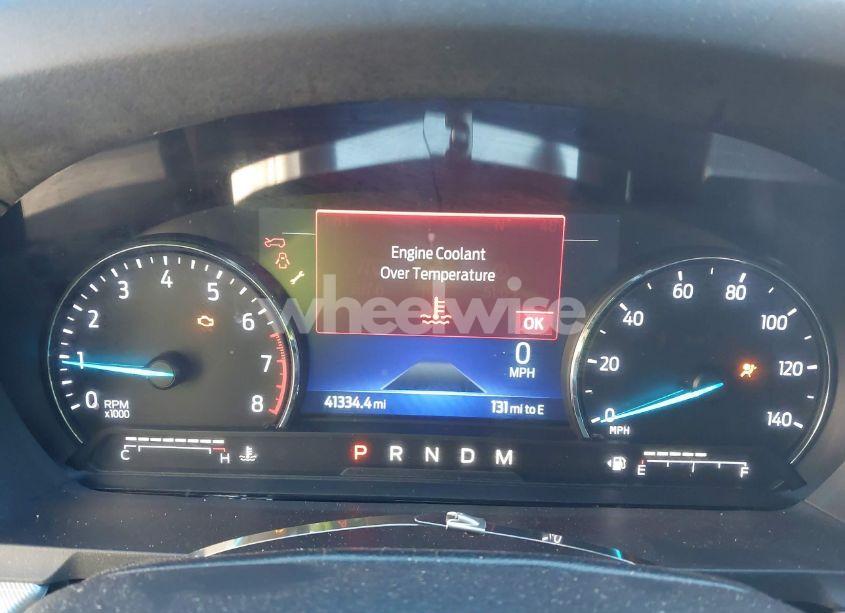 Engine Coolant
Over Temperature
OK
wheelwise
0
MPH
41334.4 mi
131 mi to E
0 1 2 3 4 5 6 7 8
RPM
x1000
0 20 40 60 80 100 120 140
MPH
C H
P R N D M
E F